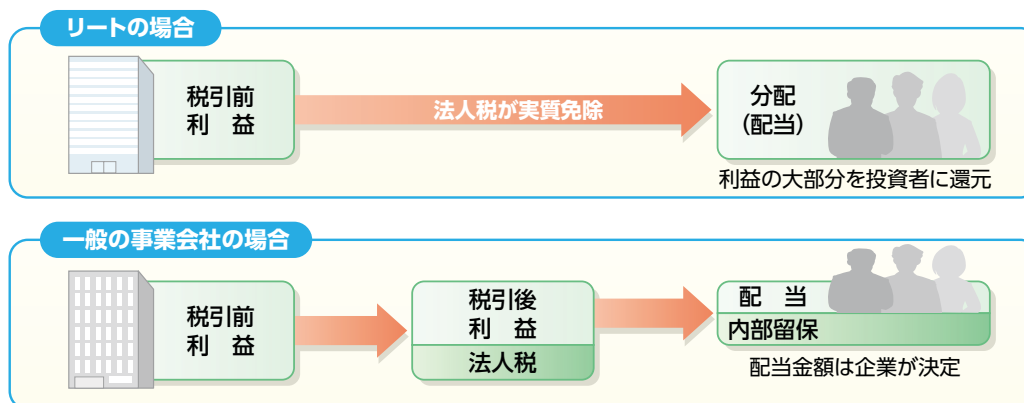 リートの場合
税引前
利　益
法人税が実質免除
分配
（配当）
利益の大部分を投資者に還元
一般の事業会社の場合
税引前
利　益
税引後
利　益
法人税
配　当
内部留保
配当金額は企業が決定